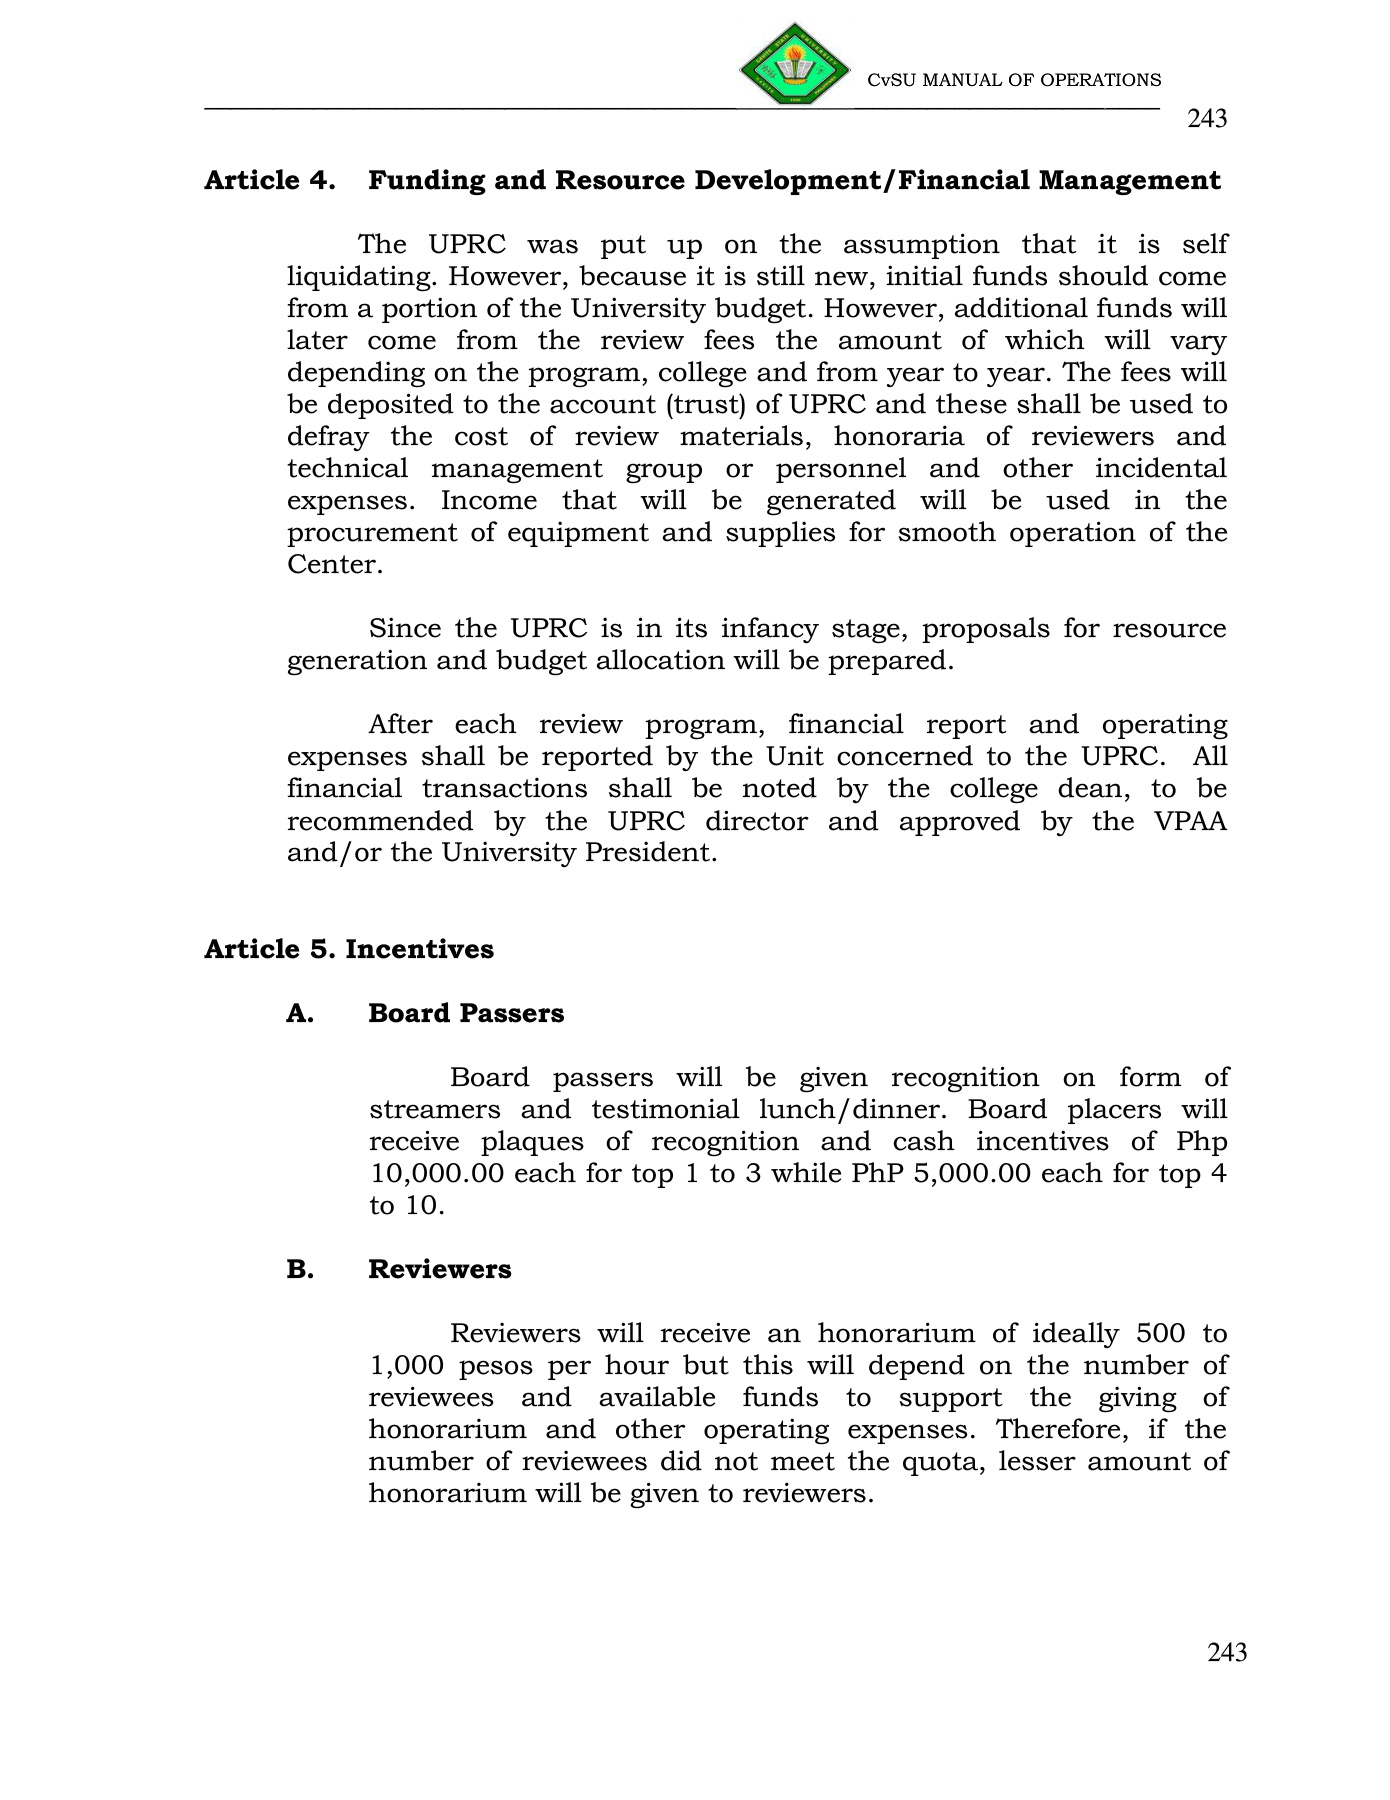 CvSU MANUAL OF OPERATIONS
243
Article 4. Funding and Resource Development/Financial Management
The UPRC was put up on the assumption that it is self
liquidating. However, because it is still new, initial funds should come
from a portion of the University budget. However, additional funds will
later come from the review fees the amount of which will vary
depending on the program, college and from year to year. The fees will
be deposited to the account (trust) of UPRC and these shall be used to
defray the cost of review materials, honoraria of reviewers and
technical management group or personnel and other incidental
expenses. Income that will be generated will be used in the
procurement of equipment and supplies for smooth operation of the
Center.
Since the UPRC is in its infancy stage, proposals for resource
generation and budget allocation will be prepared.
After each review program, financial report and operating
expenses shall be reported by the Unit concerned to the UPRC. All
financial transactions shall be noted by the college dean, to be
recommended by the UPRC director and approved by the VPAA
and/or the University President.
Article 5. Incentives
A. Board Passers
Board passers will be given recognition on form of
streamers and testimonial lunch/dinner. Board placers will
receive plaques of recognition and cash incentives of Php
10,000.00 each for top 1 to 3 while PhP 5,000.00 each for top 4
to 10.
B. Reviewers
Reviewers will receive an honorarium of ideally 500 to
1,000 pesos per hour but this will depend on the number of
reviewees and available funds to support the giving of
honorarium and other operating expenses. Therefore, if the
number of reviewees did not meet the quota, lesser amount of
honorarium will be given to reviewers.
243